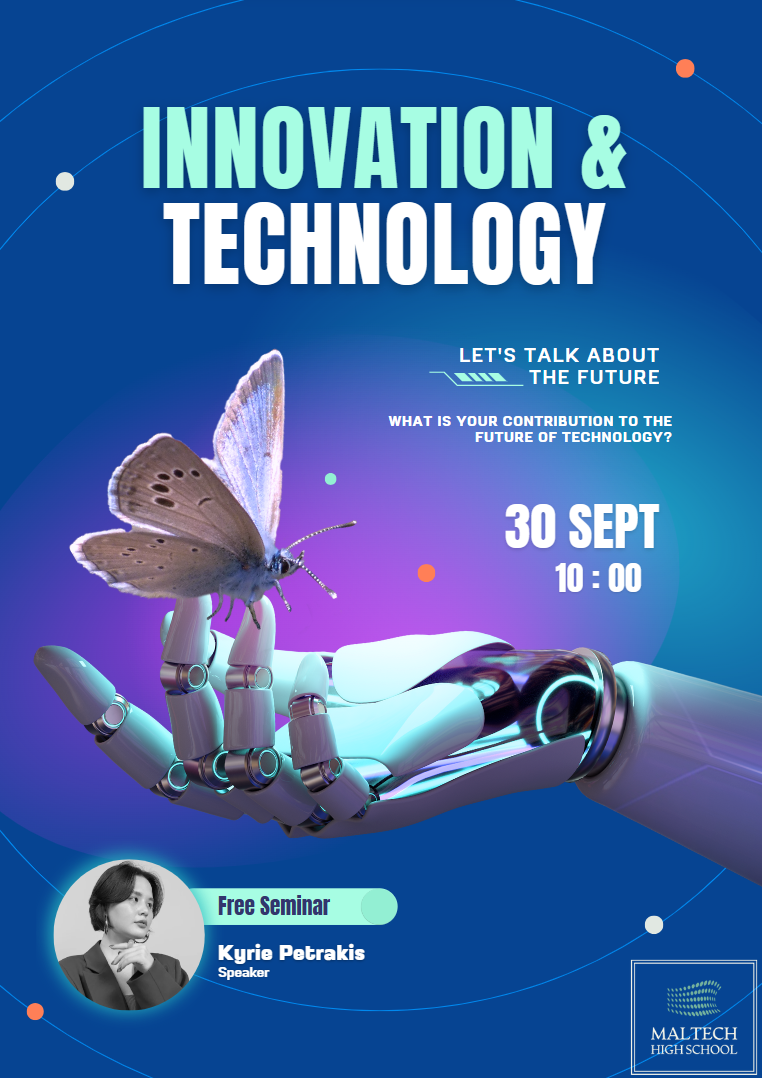 INNOVATION &
TECHNOLOGY
LET'S TALK ABOUT
THE FUTURE
WHAT IS YOUR CONTRIBUTION TO THE
FUTURE OF TECHNOLOGY?
30 SEPT
10 : 00
Free Seminar
Kyrie Petrakis
Speaker
MALTECH
HIGH SCHOOL